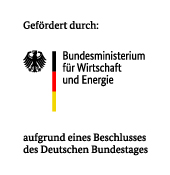 Gefördert durch:
Bundesministerium
für Wirtschaft
und Energie
aufgrund eines Beschlusses
des Deutschen Bundestages